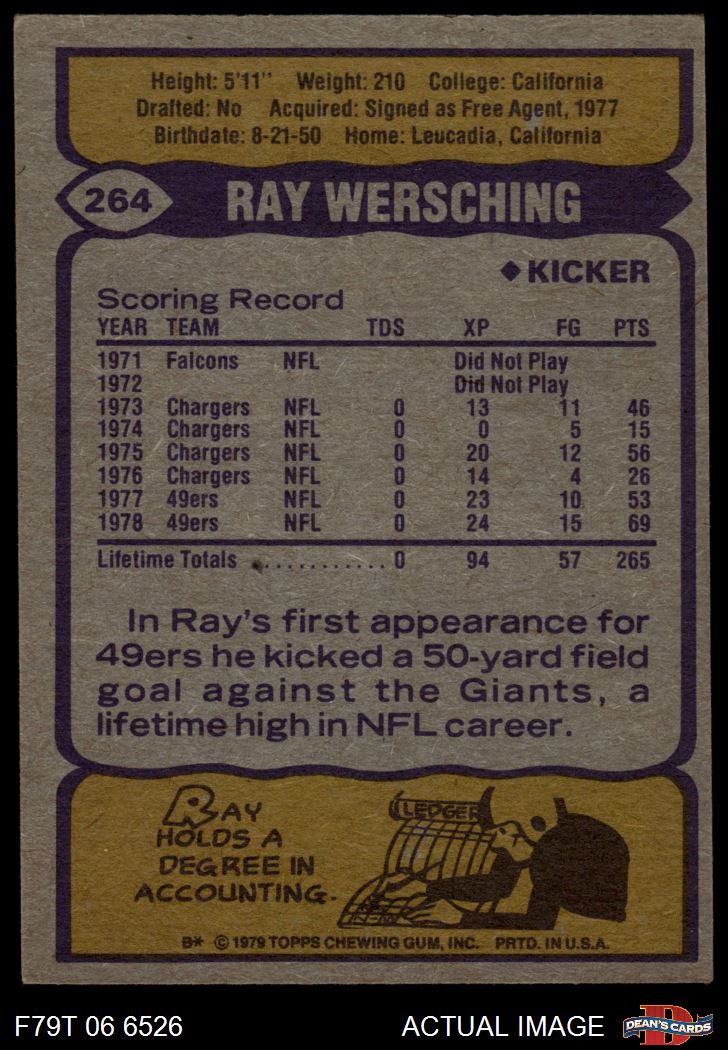 Height: 5'11" Weight: 210 College: California
Drafted: No Acquired: Signed as Free Agent, 1977
Birthdate: 8-21-50 Home: Leucadia, California
264 RAY WERSCHING
◆ KICKER
Scoring Record
YEAR TEAM TDS XP FG PTS
1971 Falcons NFL Did Not Play
1972 Did Not Play
1973 Chargers NFL 0 13 11 46
1974 Chargers NFL 0 0 5 15
1975 Chargers NFL 0 20 12 56
1976 Chargers NFL 0 14 4 26
1977 49ers NFL 0 23 10 53
1978 49ers NFL 0 24 15 69
Lifetime Totals ............ 0 94 57 265
In Ray's first appearance for
49ers he kicked a 50-yard field
goal against the Giants, a
lifetime high in NFL career.
RAY
HOLDS A
DEGREE IN
ACCOUNTING.
LEDGER
B* © 1979 TOPPS CHEWING GUM, INC. PRTD. IN U.S.A.
F79T 06 6526 ACTUAL IMAGE
D
DEAN'S CARDS